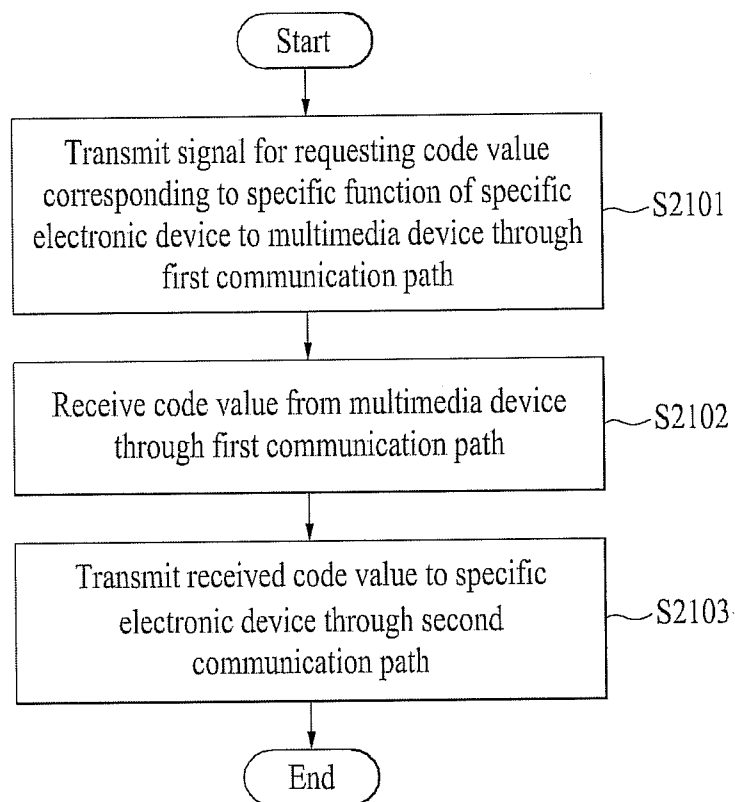 Start
Transmit signal for requesting code value
corresponding to specific function of specific
electronic device to multimedia device through
first communication path
S2101
Receive code value from multimedia device
through first communication path
S2102
Transmit received code value to specific
electronic device through second
communication path
S2103
End